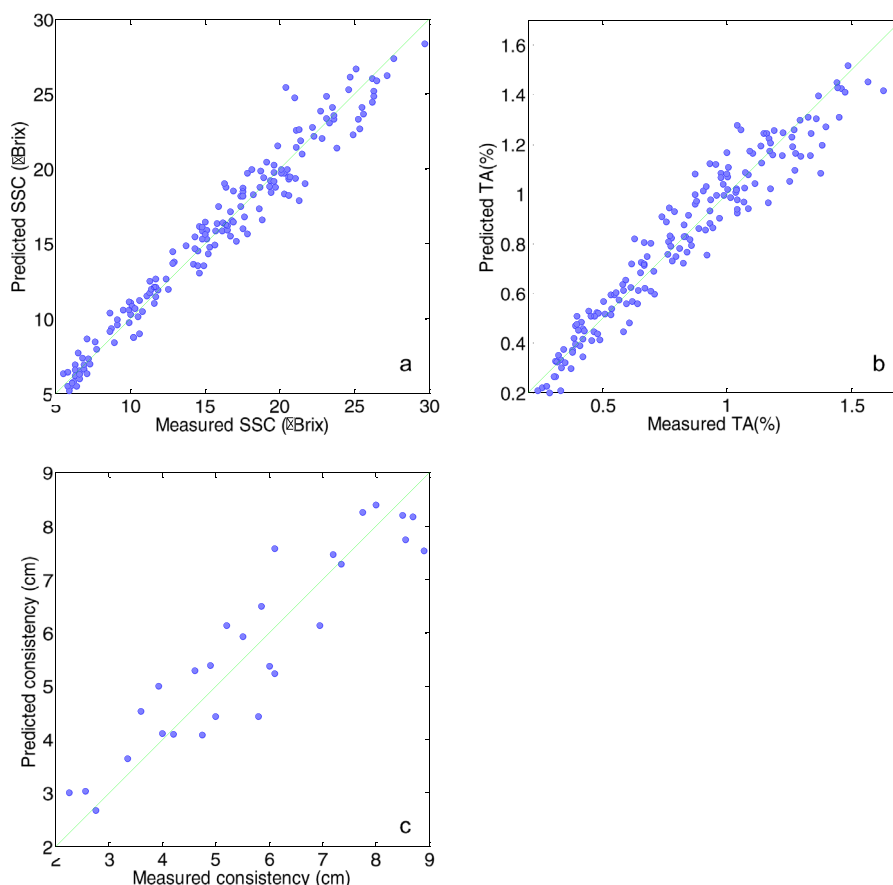 30
25
20
15
10
5
Predicted SSC (Brix)
5 10 15 20 25 30
Measured SSC (Brix)
a
1.6
1.4
1.2
1
0.8
0.6
0.4
0.2
Predicted TA(%)
0.5 1 1.5
Measured TA(%)
b
9
8
7
6
5
4
3
2
Predicted consistency (cm)
2 3 4 5 6 7 8 9
Measured consistency (cm)
c